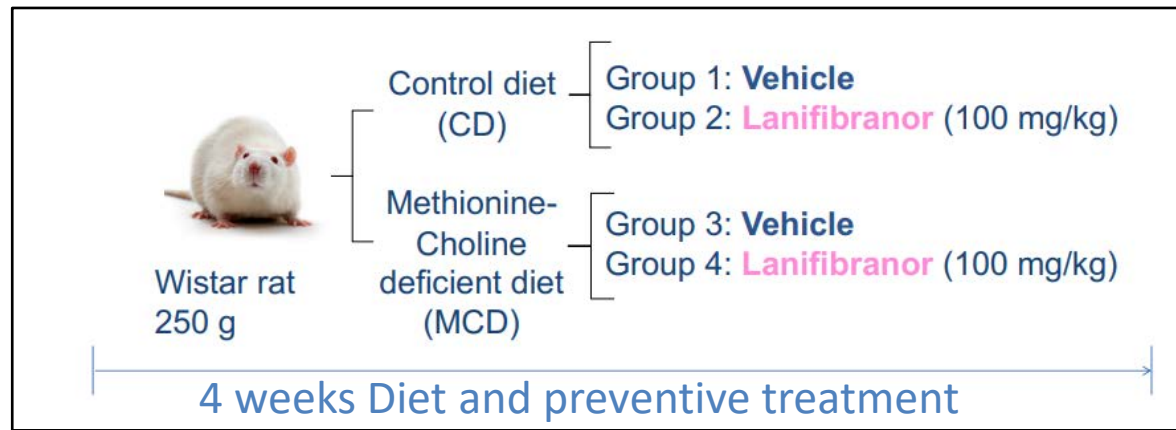 Control diet
(CD)
Group 1: Vehicle
Group 2: Lanifibranor (100 mg/kg)
Methionine-
Choline
deficient diet
(MCD)
Group 3: Vehicle
Group 4: Lanifibranor (100 mg/kg)
Wistar rat
250 g
4 weeks Diet and preventive treatment